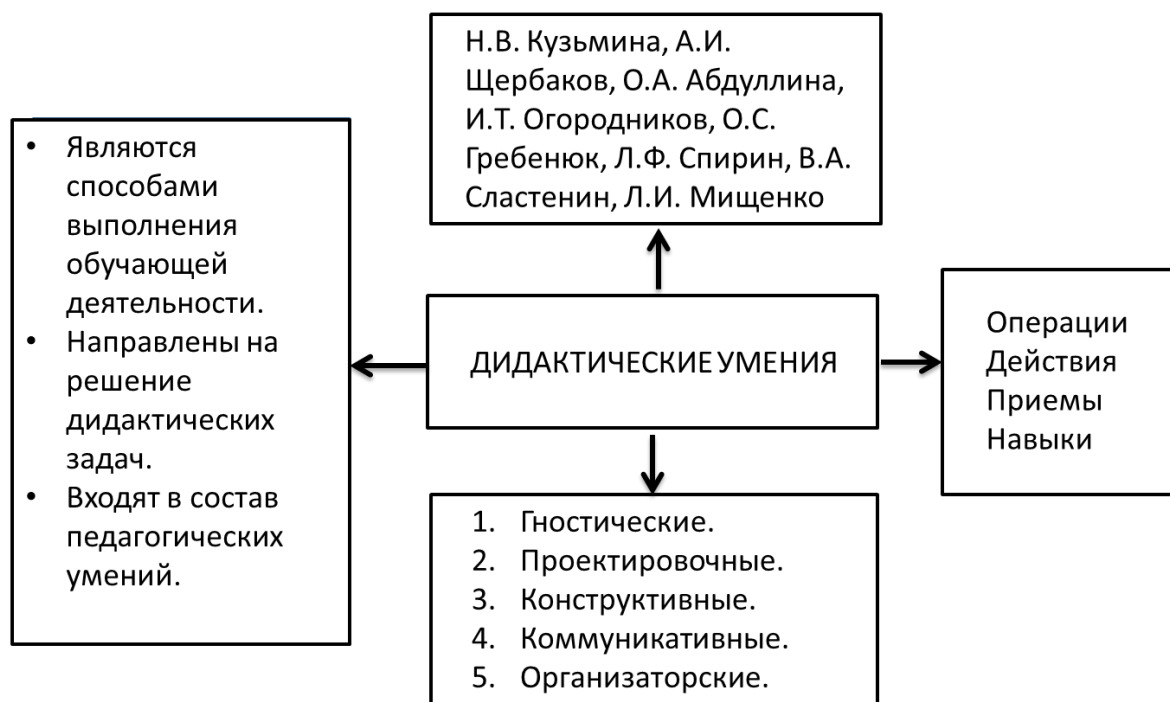 Н.В. Кузьмина, А.И.
Щербаков, О.А. Абдуллина,
И.Т. Огородников, О.С.
Гребенюк, Л.Ф. Спирин, В.А.
Сластенин, Л.И. Мищенко
• Являются
способами
выполнения
обучающей
деятельности.
• Направлены на
решение
дидактических
задач.
• Входят в состав
педагогических
умений.
ДИДАКТИЧЕСКИЕ УМЕНИЯ
Операции
Действия
Приемы
Навыки
1. Гностические.
2. Проектировочные.
3. Конструктивные.
4. Коммуникативные.
5. Организаторские.